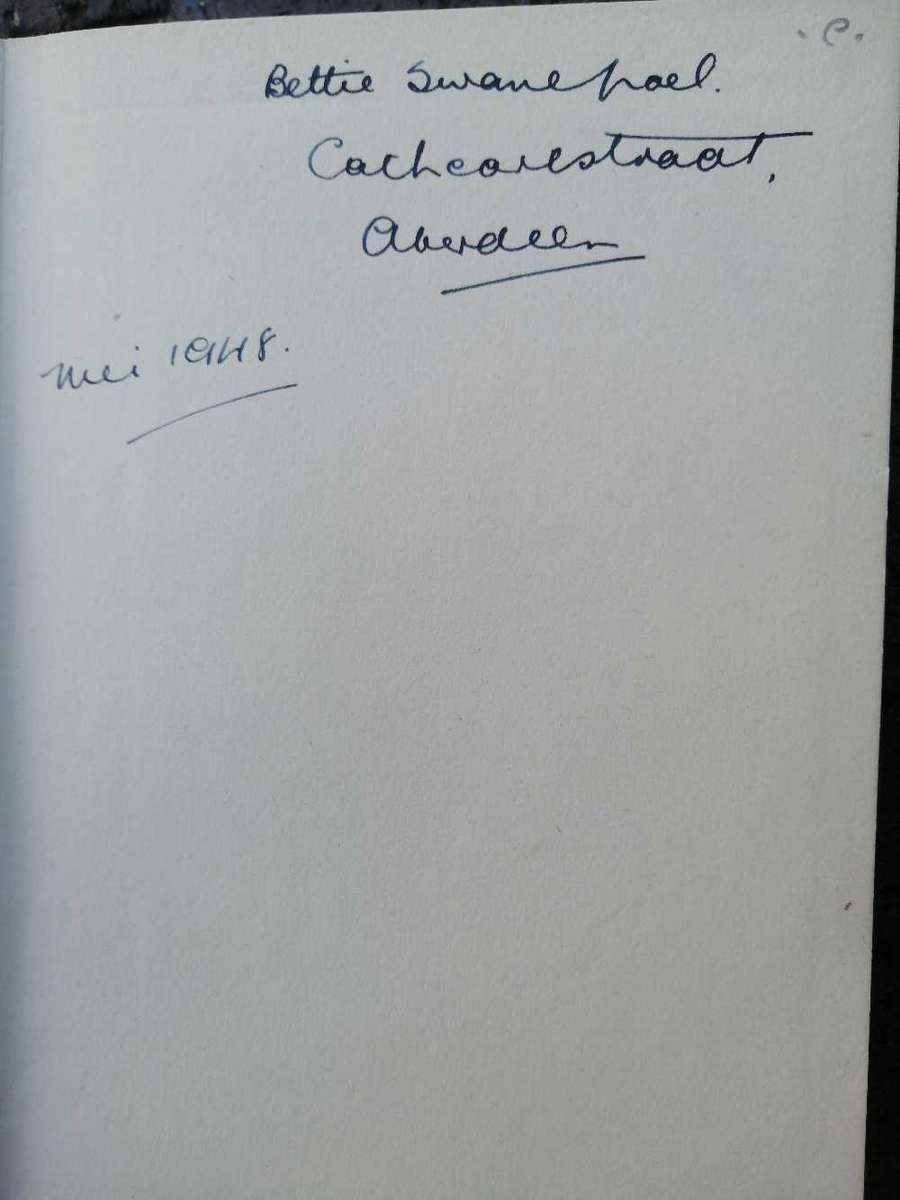 . e.
Bettie Swanepoel.
Cathcartstraat,
Aberdeen
Mei 1948.